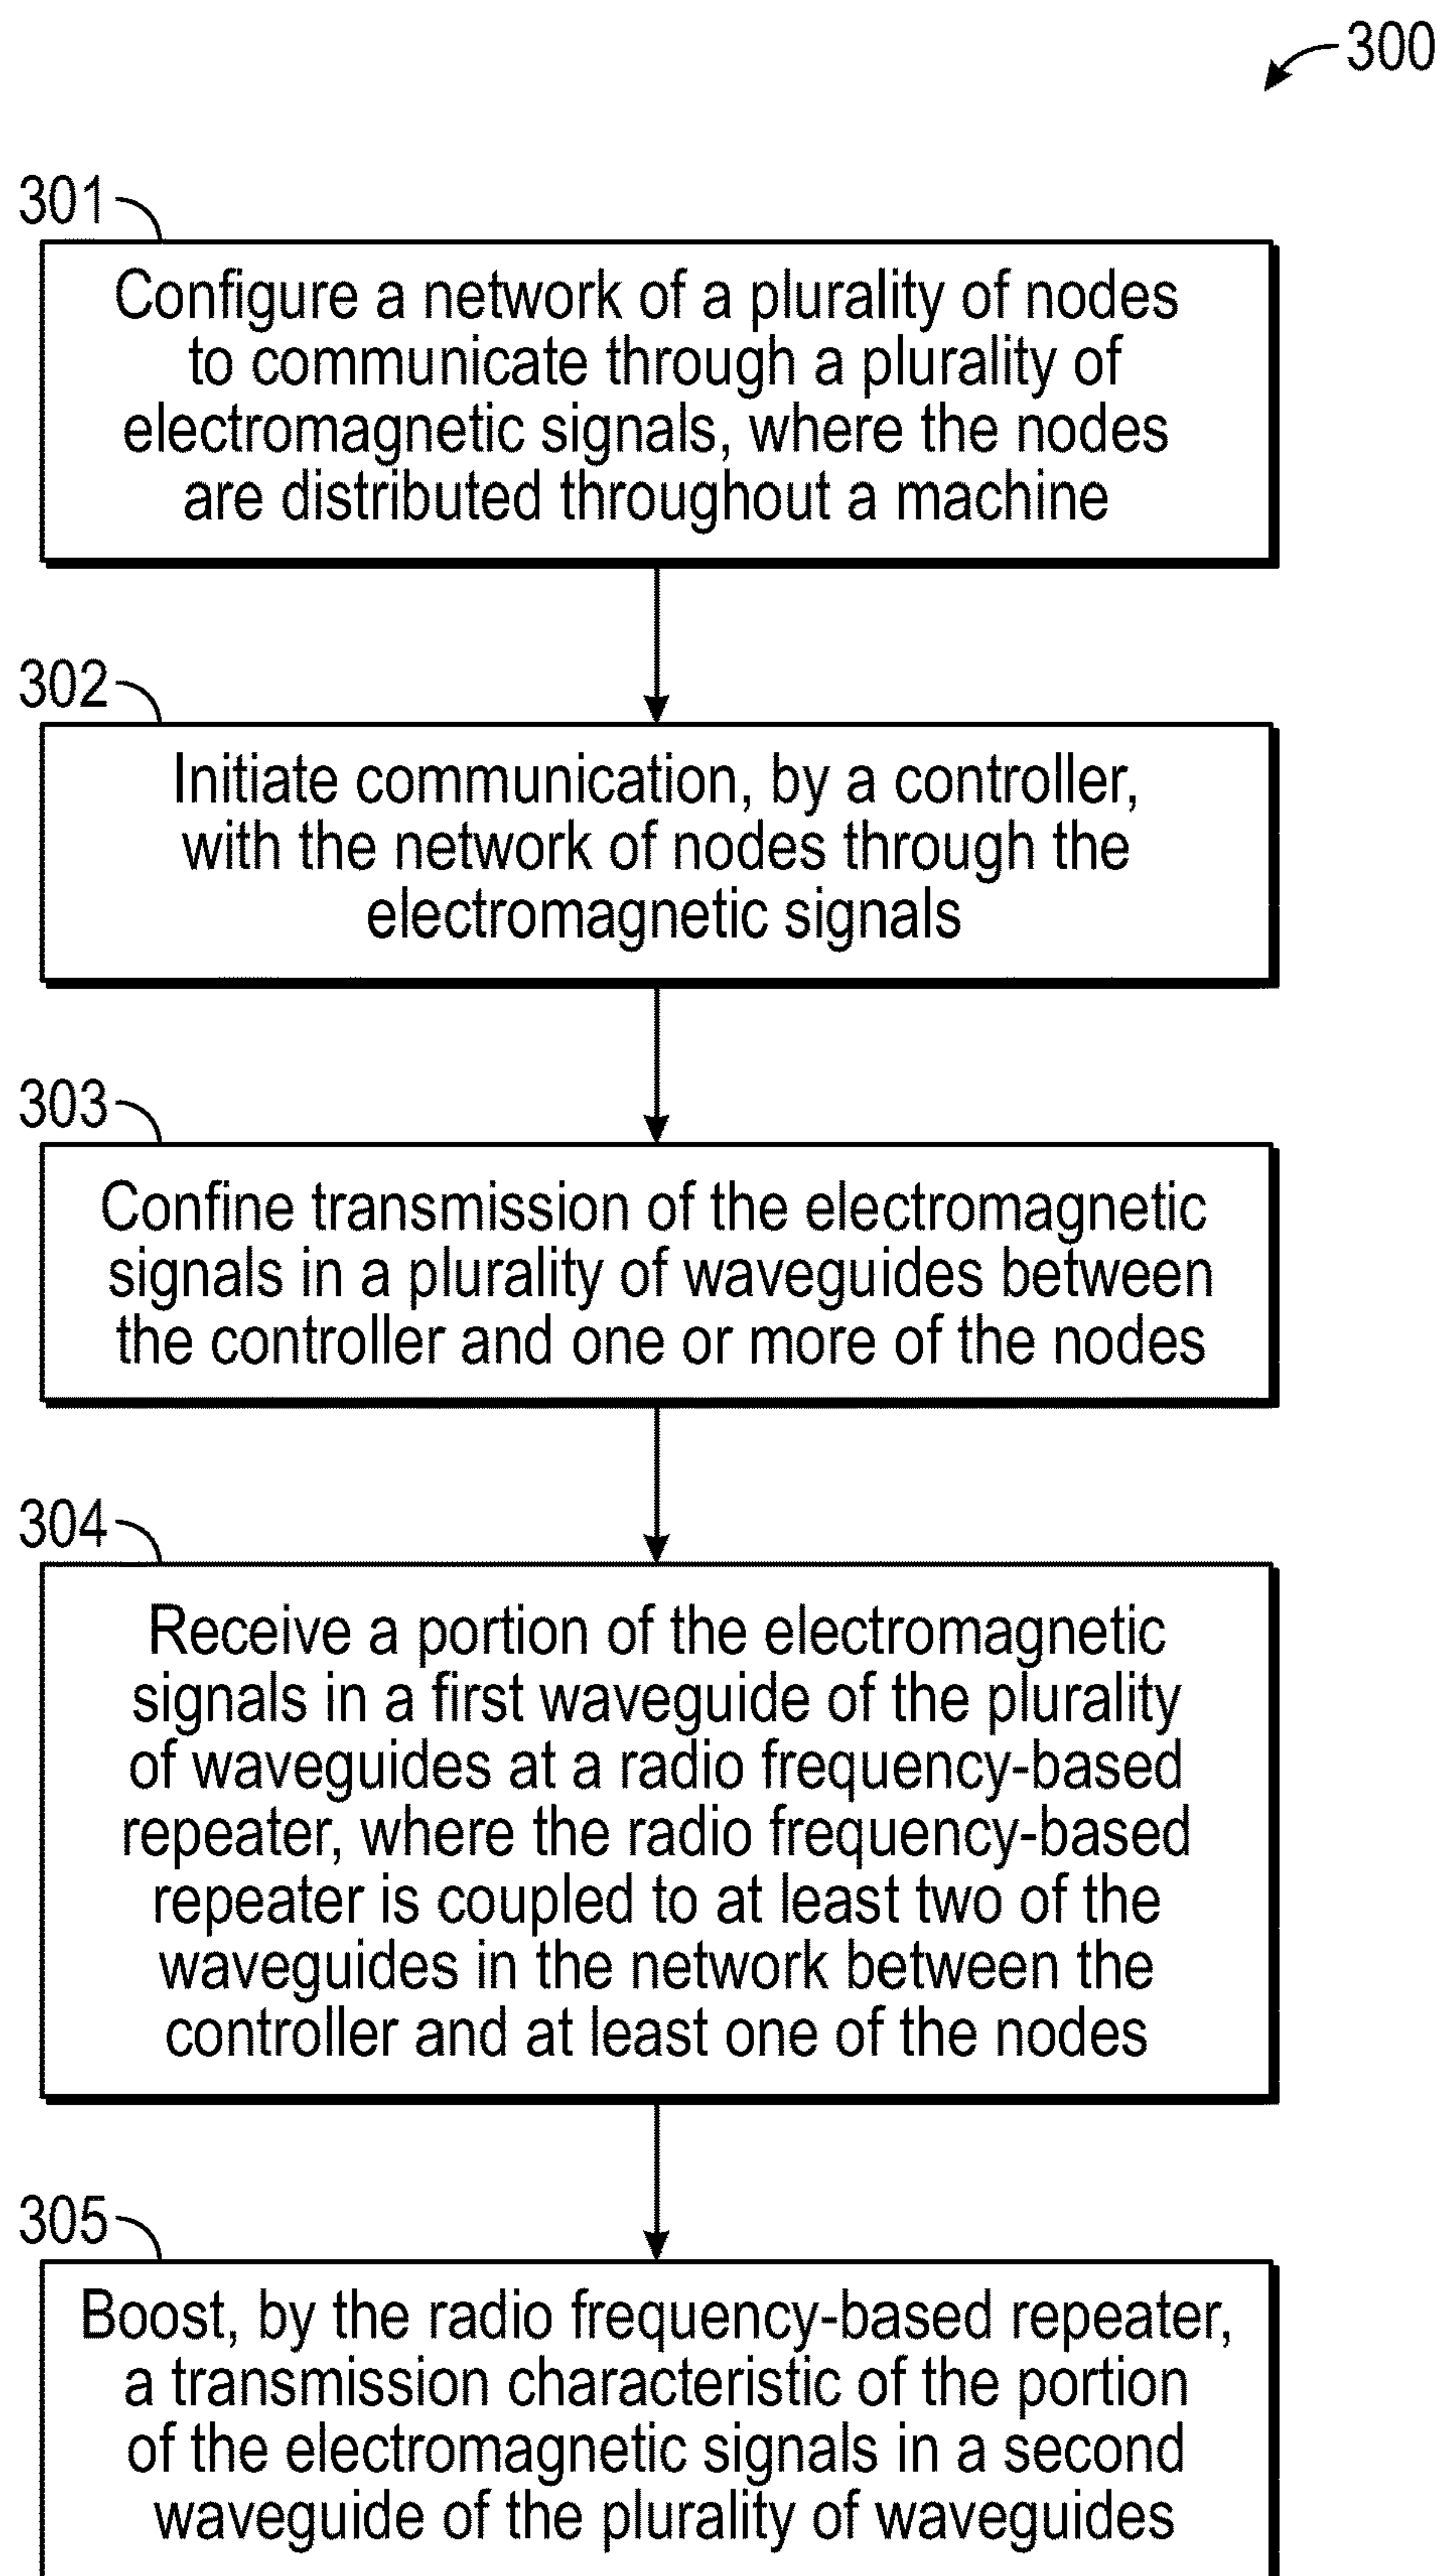 300
301
Configure a network of a plurality of nodes
to communicate through a plurality of
electromagnetic signals, where the nodes
are distributed throughout a machine
302
Initiate communication, by a controller,
with the network of nodes through the
electromagnetic signals
303
Confine transmission of the electromagnetic
signals in a plurality of waveguides between
the controller and one or more of the nodes
304
Receive a portion of the electromagnetic
signals in a first waveguide of the plurality
of waveguides at a radio frequency-based
repeater, where the radio frequency-based
repeater is coupled to at least two of the
waveguides in the network between the
controller and at least one of the nodes
305
Boost, by the radio frequency-based repeater,
a transmission characteristic of the portion
of the electromagnetic signals in a second
waveguide of the plurality of waveguides